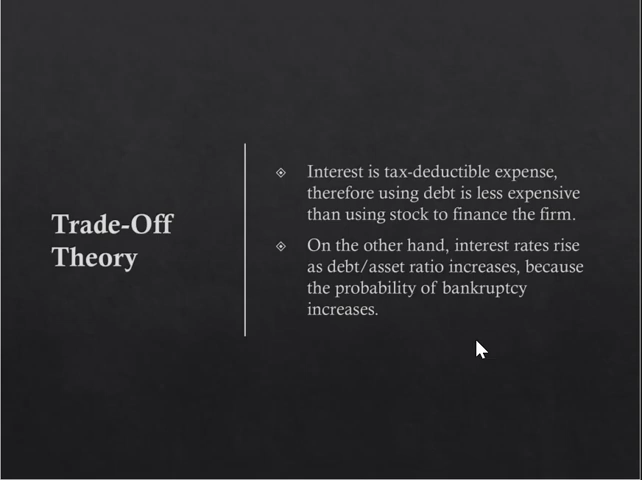 Trade-Off
Theory
Interest is tax-deductible expense,
therefore using debt is less expensive
than using stock to finance the firm.
On the other hand, interest rates rise
as debt/asset ratio increases, because
the probability of bankruptcy
increases.